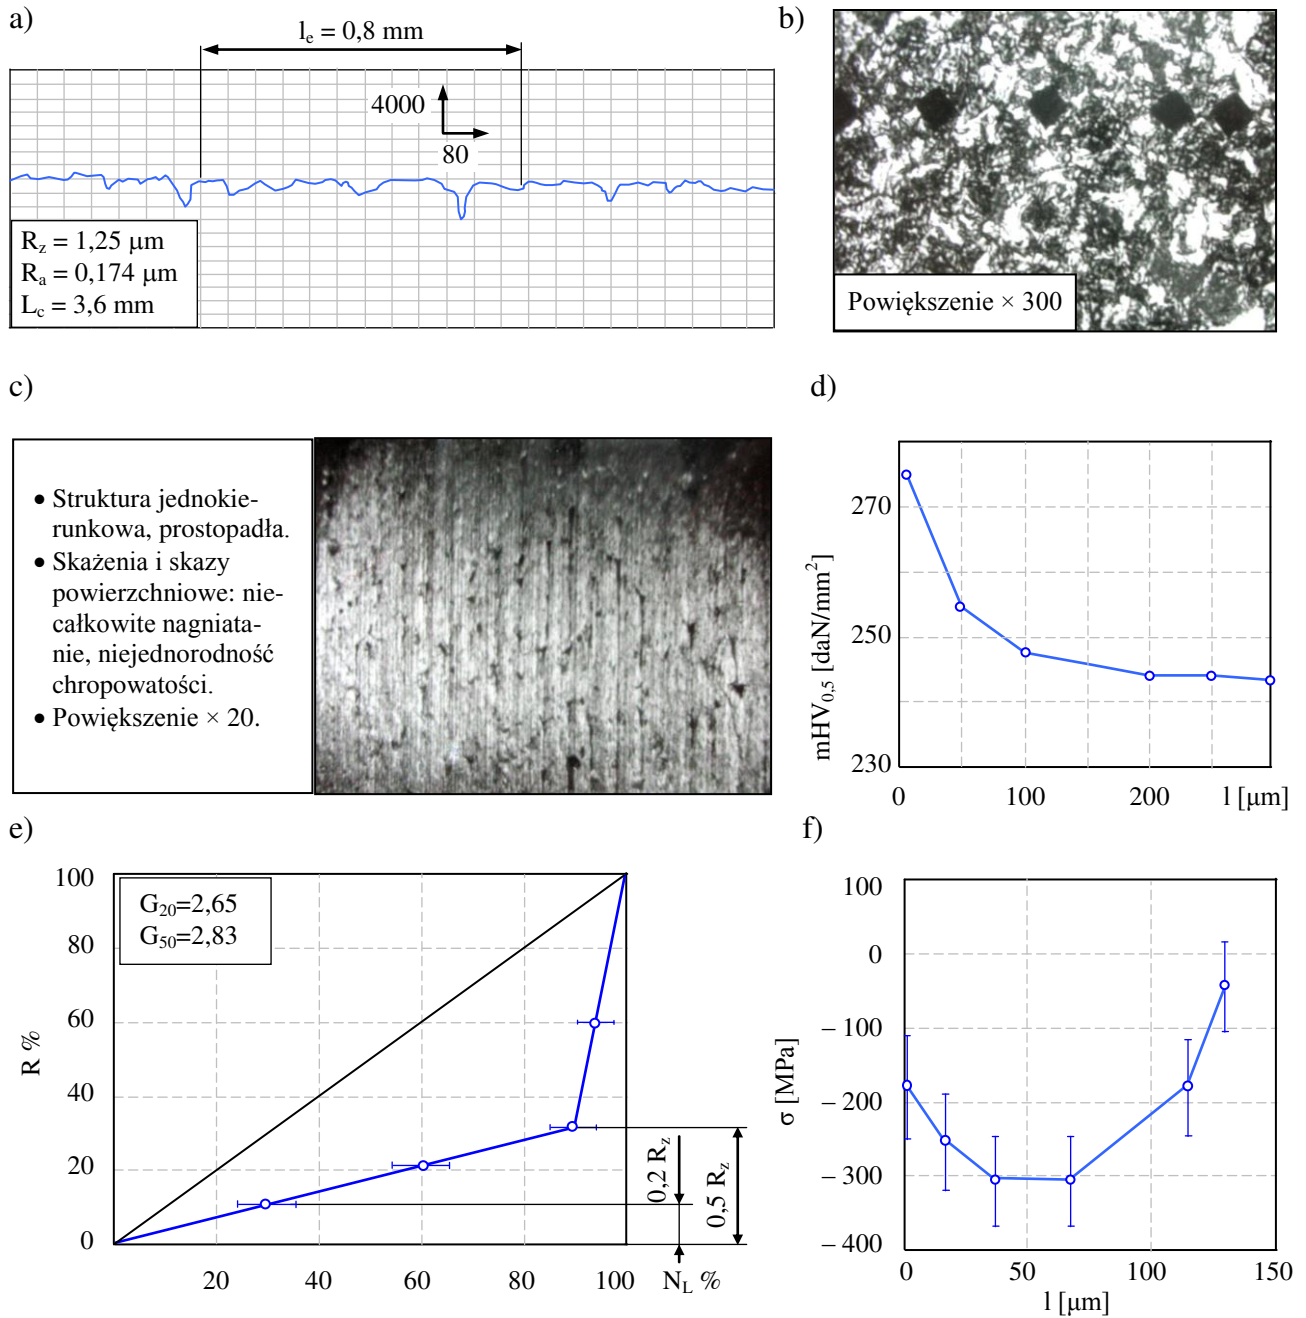 a)
l_e = 0,8 mm
4000
80
R_z = 1,25 μm
R_a = 0,174 μm
L_c = 3,6 mm
b)
Powiększenie × 300
c)
• Struktura jednokie-
runkowa, prostopadła.
• Skażenia i skazy
powierzchniowe: nie-
całkowite nagniata-
nie, niejednorodność
chropowatości.
• Powiększenie × 20.
d)
270
250
230
mHV_0,5 [daN/mm²]
0 100 200 l [μm]
e)
G_20=2,65
G_50=2,83
100
80
60
40
20
0
R %
0,2 R_z
0,5 R_z
20 40 60 80 100 N_L %
f)
100
0
– 100
– 200
– 300
– 400
σ [MPa]
0 50 100 150
l [μm]